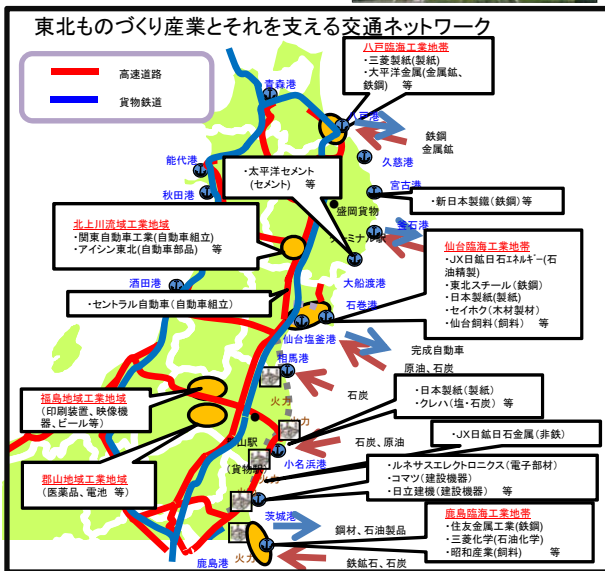 東北ものづくり産業とそれを支える交通ネットワーク
高速道路
貨物鉄道
八戸臨海工業地帯
・三菱製紙(製紙)
・大平洋金属(金属鉱、
鉄鋼) 等
青森港
八戸港
鉄鋼
金属鉱
久慈港
能代港
秋田港
・太平洋セメント
(セメント) 等
宮古港
盛岡貨物
ターミナル駅
・新日本製鐵(鉄鋼)等
釜石港
北上川流域工業地域
・関東自動車工業(自動車組立)
・アイシン東北(自動車部品) 等
大船渡港
仙台臨海工業地帯
・JX日鉱日石エネルギー(石
油精製)
・東北スチール(鉄鋼)
・日本製紙(製紙)
・セイホク(木材製材)
・仙台飼料(飼料) 等
酒田港
・セントラル自動車(自動車組立)
石巻港
仙台塩釜港
完成自動車
原油、石炭
相馬港
石炭
火力
福島地域工業地域
(印刷装置、映像機
器、ビール等)
・日本製紙(製紙)
・クレハ(塩・石炭)等
火力
石炭、原油
・JX日鉱日石金属(非鉄)
山駅
(貨物駅)
小名浜港
火力
郡山地域工業地域
(医薬品、電池 等)
・ルネサスエレクトロニクス(電子部材)
・コマツ(建設機器)
・日立建機(建設機器) 等
火力
茨城港
鋼材、石油製品
鹿島臨海工業地帯
・住友金属工業(鉄鋼)
・三菱化学(石油化学)
・昭和産業(飼料) 等
火力
鹿島港
鉄鉱石、石炭